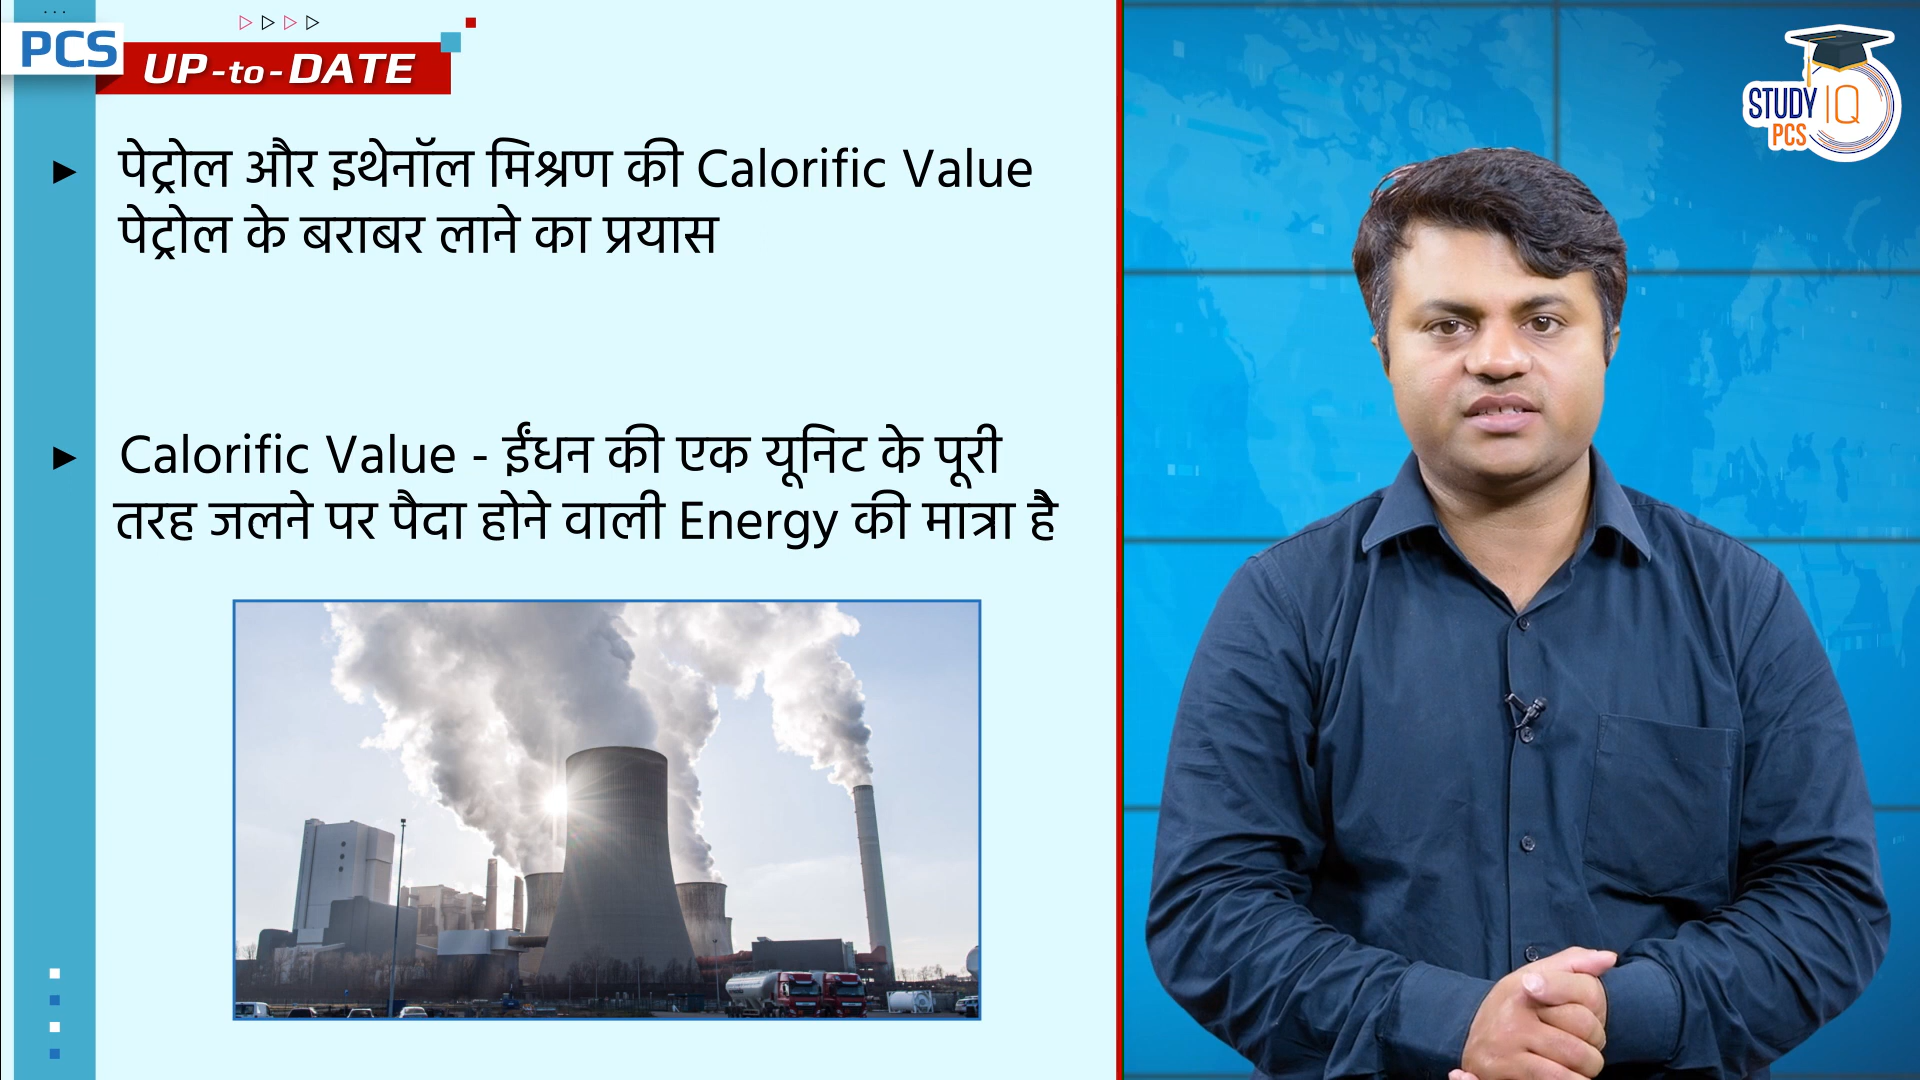 PCS
UP-to-DATE
STUDY IQ
PCS
पेट्रोल और इथेनॉल मिश्रण की Calorific Value
पेट्रोल के बराबर लाने का प्रयास
Calorific Value - ईंधन की एक यूनिट के पूरी
तरह जलने पर पैदा होने वाली Energy की मात्रा है